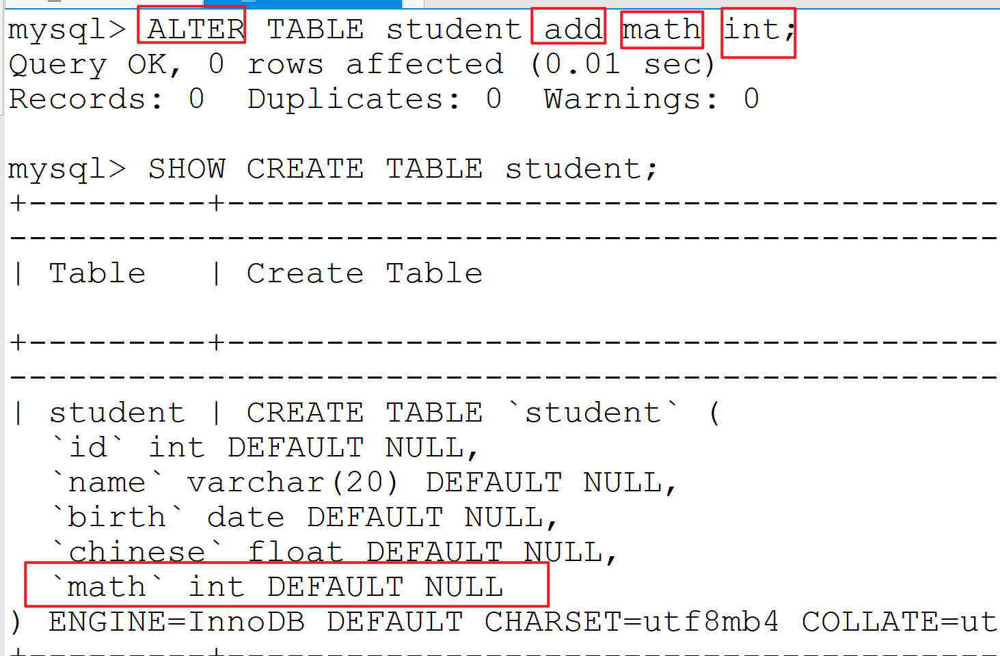 mysql> ALTER TABLE student add math int;
Query OK, 0 rows affected (0.01 sec)
Records: 0  Duplicates: 0  Warnings: 0
mysql> SHOW CREATE TABLE student;
+---------+---------------------------------------
--------------------------------------------------
| Table   | Create Table
+---------+---------------------------------------
--------------------------------------------------
| student | CREATE TABLE `student` (
`id` int DEFAULT NULL,
`name` varchar(20) DEFAULT NULL,
`birth` date DEFAULT NULL,
`chinese` float DEFAULT NULL,
`math` int DEFAULT NULL
) ENGINE=InnoDB DEFAULT CHARSET=utf8mb4 COLLATE=ut
+---------+---------------------------------------